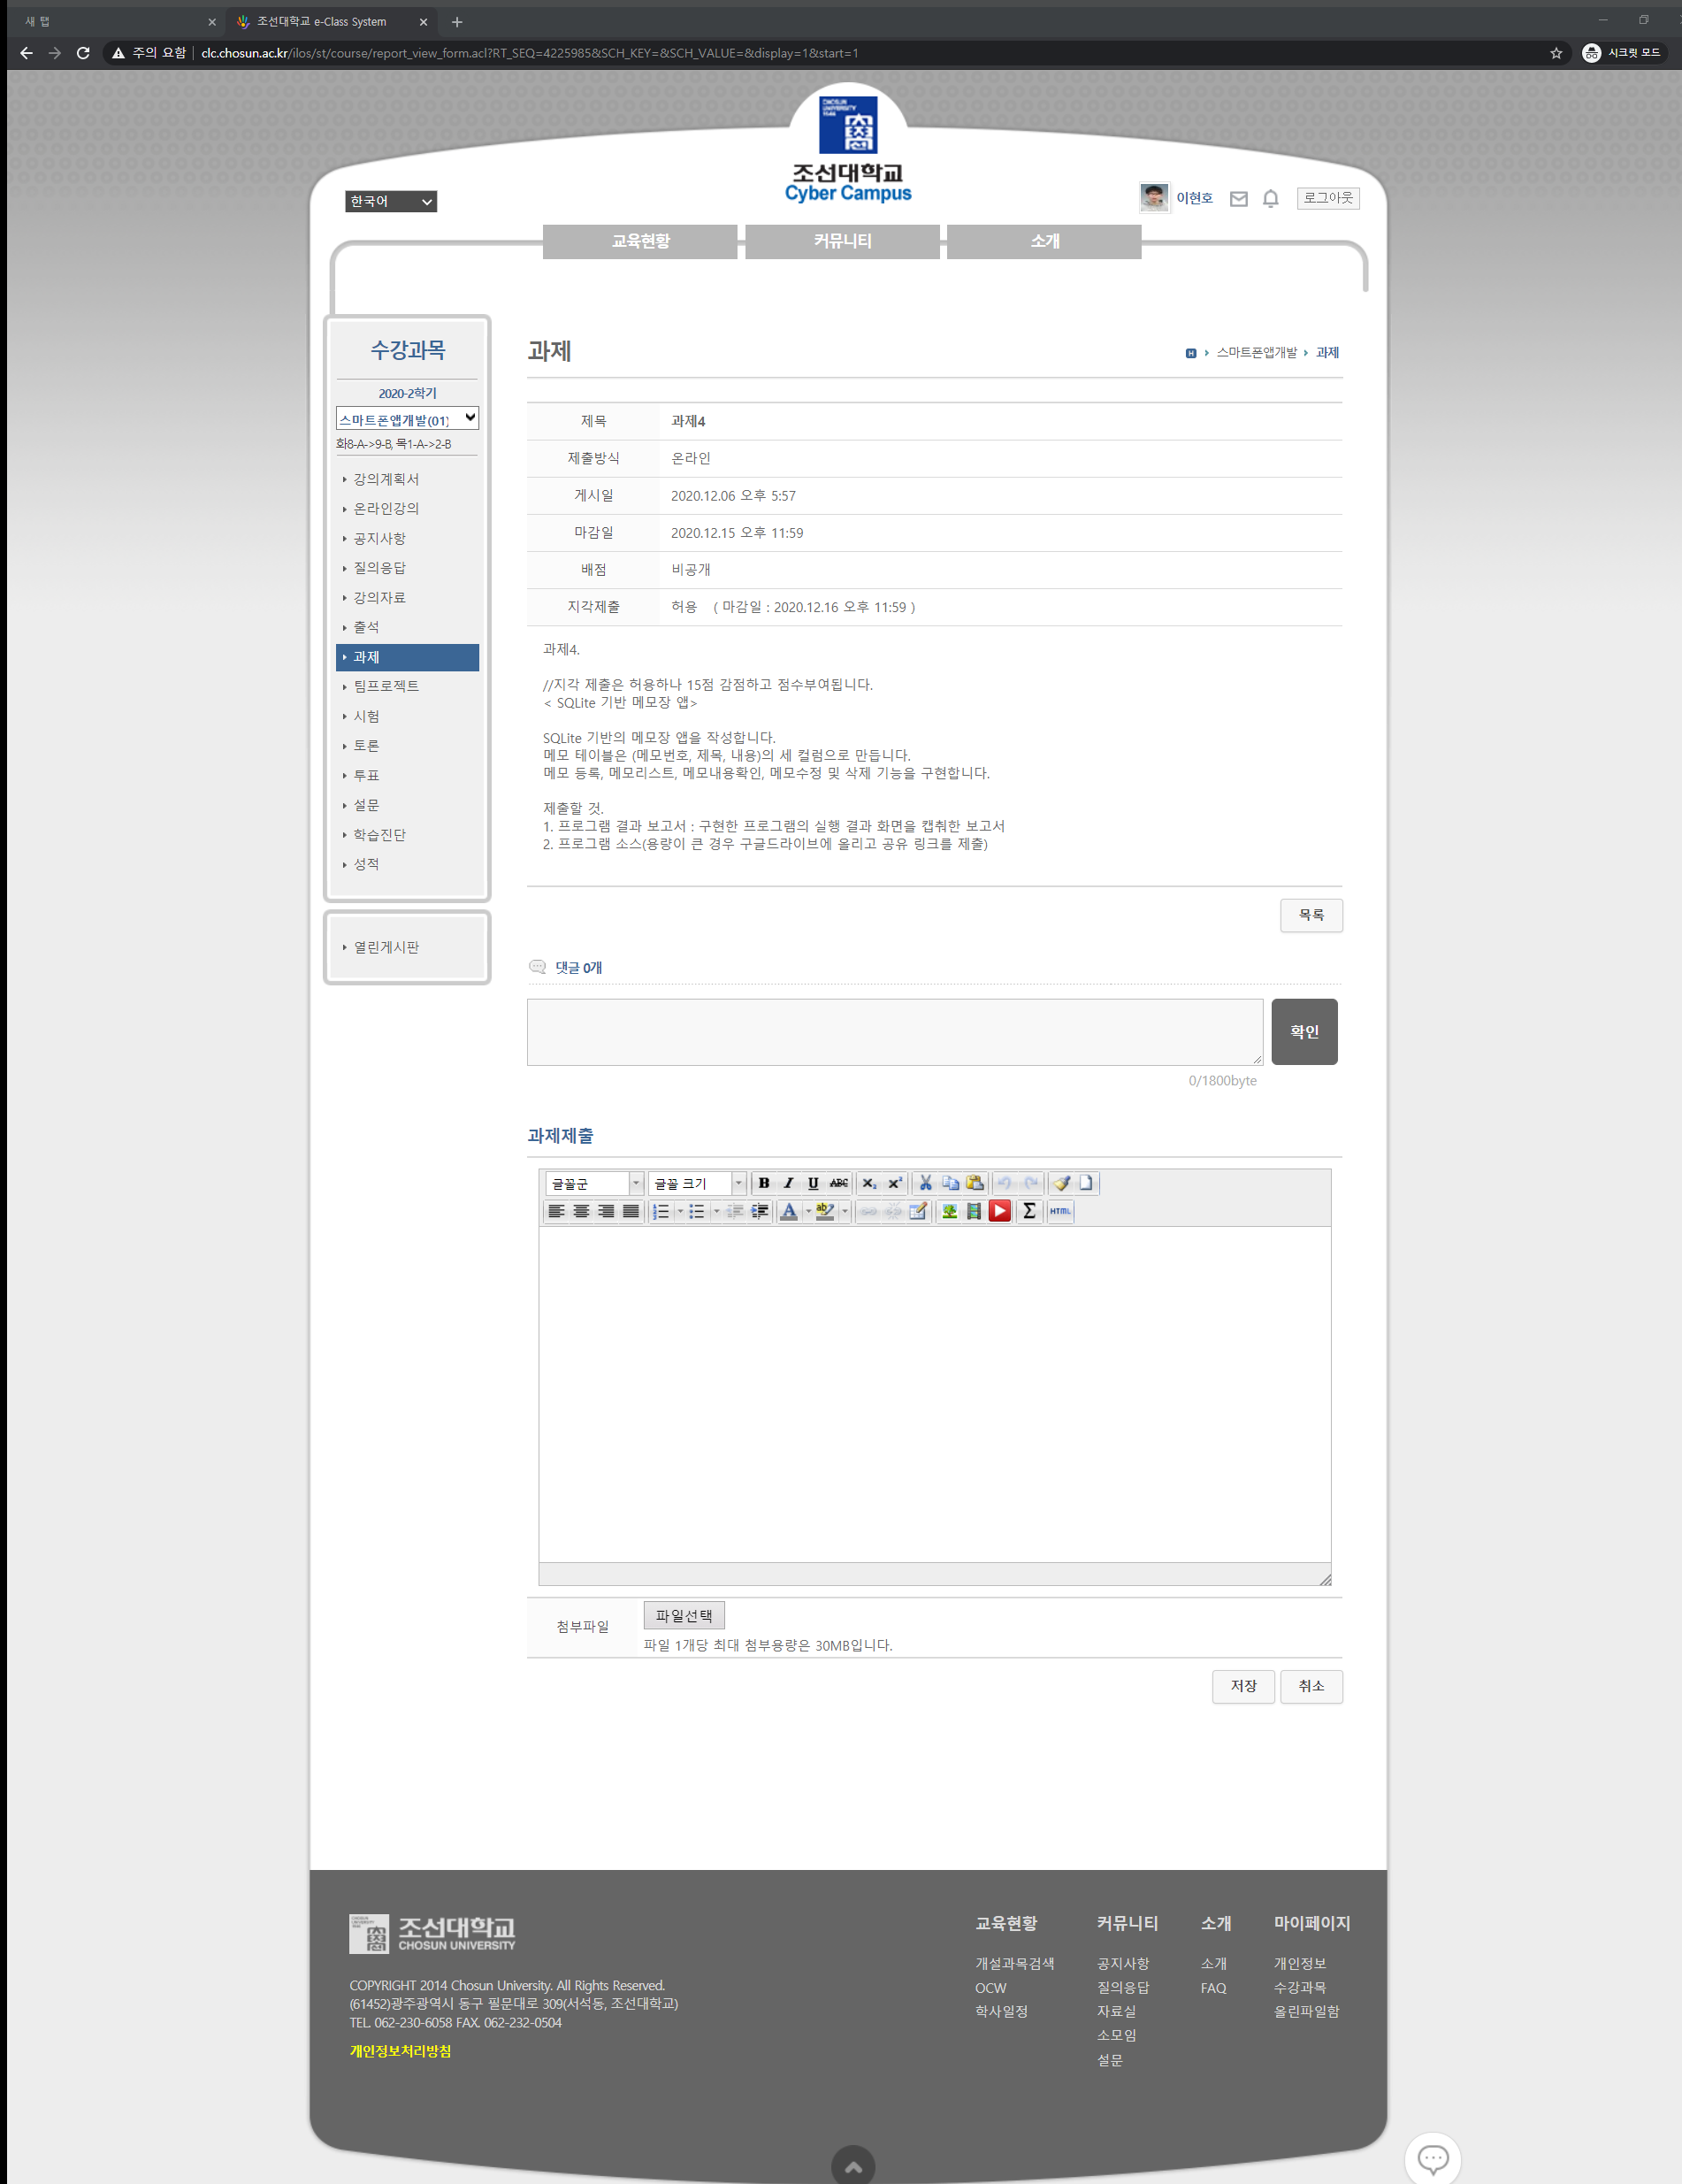 새 탭
조선대학교 e-Class System
주의 요함
clc.chosun.ac.kr/ilos/st/course/report_view_form.acl?RT_SEQ=4225985&SCH_KEY=&SCH_VALUE=&display=1&start=1
시크릿 모드
CHOSUN
UNIVERSITY
1946
조선대학교
Cyber Campus
한국어
이현호
로그아웃
교육현황
커뮤니티
소개
수강과목
2020-2학기
스마트폰앱개발(01)
화8-A->9-B, 목1-A->2-B
강의계획서
온라인강의
공지사항
질의응답
강의자료
출석
과제
팀프로젝트
시험
토론
투표
설문
학습진단
성적
열린게시판
과제
H › 스마트폰앱개발 › 과제
제목 과제4
제출방식 온라인
게시일 2020.12.06 오후 5:57
마감일 2020.12.15 오후 11:59
배점 비공개
지각제출 허용 ( 마감일 : 2020.12.16 오후 11:59 )
과제4.
//지각 제출은 허용하나 15점 감점하고 점수부여됩니다.
< SQLite 기반 메모장 앱>
SQLite 기반의 메모장 앱을 작성합니다.
메모 테이블은 (메모번호, 제목, 내용)의 세 컬럼으로 만듭니다.
메모 등록, 메모리스트, 메모내용확인, 메모수정 및 삭제 기능을 구현합니다.
제출할 것.
1. 프로그램 결과 보고서 : 구현한 프로그램의 실행 결과 화면을 캡춰한 보고서
2. 프로그램 소스(용량이 큰 경우 구글드라이브에 올리고 공유 링크를 제출)
목록
댓글 0개
확인
0/1800byte
과제제출
글꼴군
글꼴 크기
B I U ABC
HTML
첨부파일
파일선택
파일 1개당 최대 첨부용량은 30MB입니다.
저장
취소
조선대학교
CHOSUN UNIVERSITY
COPYRIGHT 2014 Chosun University. All Rights Reserved.
(61452)광주광역시 동구 필문대로 309(서석동, 조선대학교)
TEL. 062-230-6058 FAX. 062-232-0504
개인정보처리방침
교육현황
개설과목검색
OCW
학사일정
커뮤니티
공지사항
질의응답
자료실
소모임
설문
소개
소개
FAQ
마이페이지
개인정보
수강과목
올린파일함